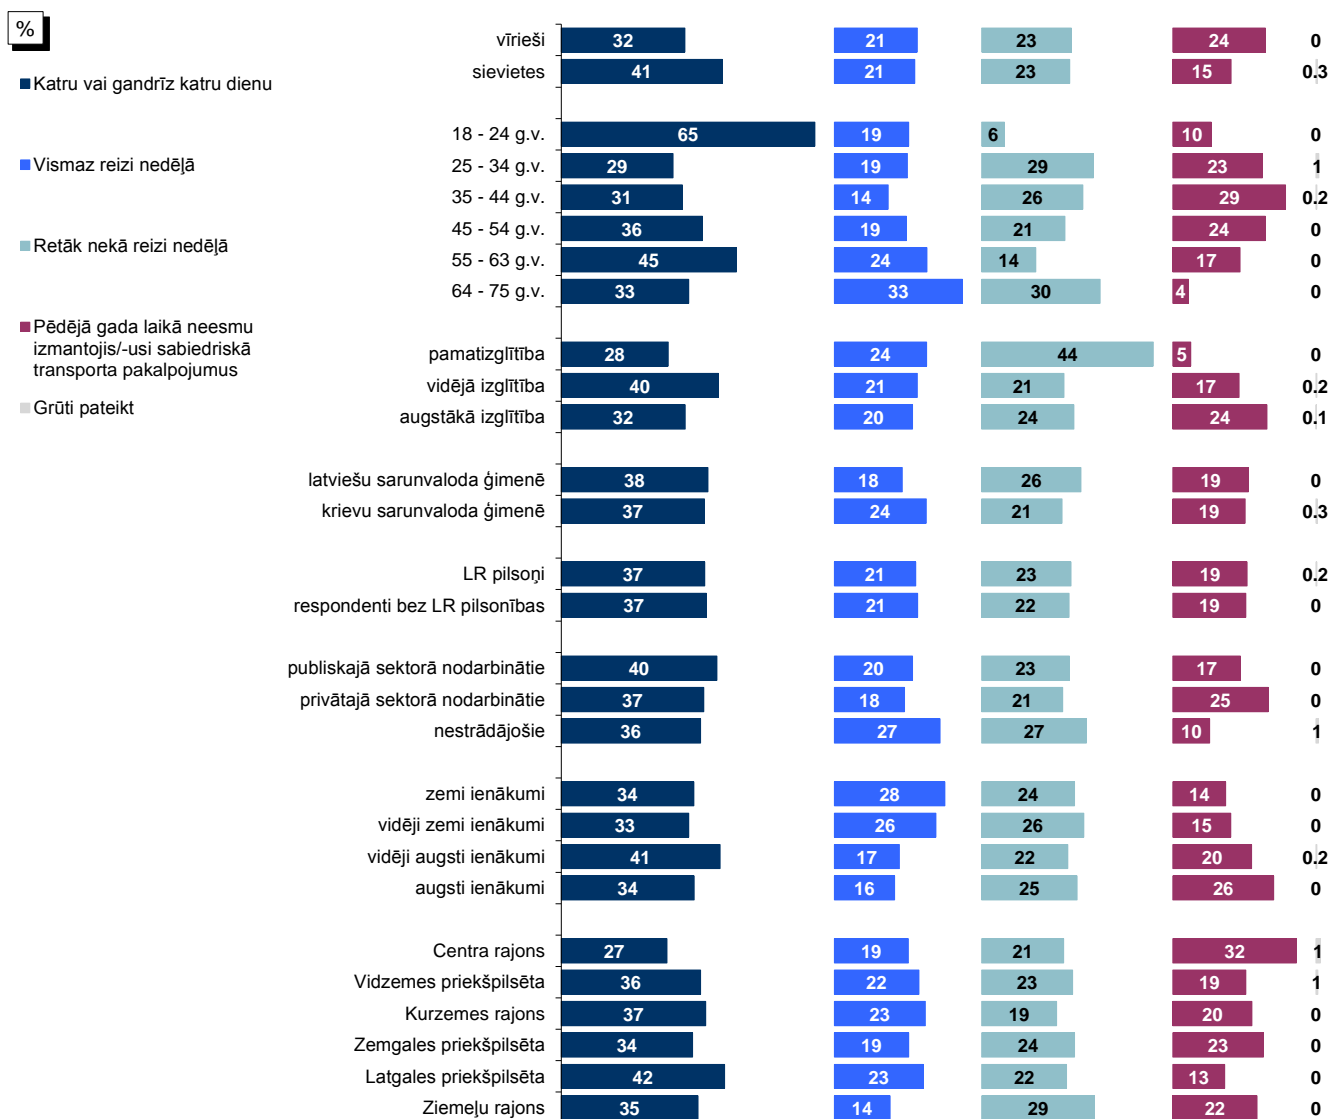 %
Katru vai gandrīz katru dienu
Vismaz reizi nedēļā
Retāk nekā reizi nedēļā
Pēdējā gada laikā neesmu
izmantojis/-usi sabiedriskā
transporta pakalpojumus
Grūti pateikt
vīrieši 32 21 23 24 0
sievietes 41 21 23 15 0.3
18 - 24 g.v. 65 19 6 10 0
25 - 34 g.v. 29 19 29 23 1
35 - 44 g.v. 31 14 26 29 0.2
45 - 54 g.v. 36 19 21 24 0
55 - 63 g.v. 45 24 14 17 0
64 - 75 g.v. 33 33 30 4 0
pamatizglītība 28 24 44 5 0
vidējā izglītība 40 21 21 17 0.2
augstākā izglītība 32 20 24 24 0.1
latviešu sarunvaloda ģimenē 38 18 26 19 0
krievu sarunvaloda ģimenē 37 24 21 19 0.3
LR pilsoņi 37 21 23 19 0.2
respondenti bez LR pilsonības 37 21 22 19 0
publiskajā sektorā nodarbinātie 40 20 23 17 0
privātajā sektorā nodarbinātie 37 18 21 25 0
nestrādājošie 36 27 27 10 1
zemi ienākumi 34 28 24 14 0
vidēji zemi ienākumi 33 26 26 15 0
vidēji augsti ienākumi 41 17 22 20 0.2
augsti ienākumi 34 16 25 26 0
Centra rajons 27 19 21 32 1
Vidzemes priekšpilsēta 36 22 23 19 1
Kurzemes rajons 37 23 19 20 0
Zemgales priekšpilsēta 34 19 24 23 0
Latgales priekšpilsēta 42 23 22 13 0
Ziemeļu rajons 35 14 29 22 0